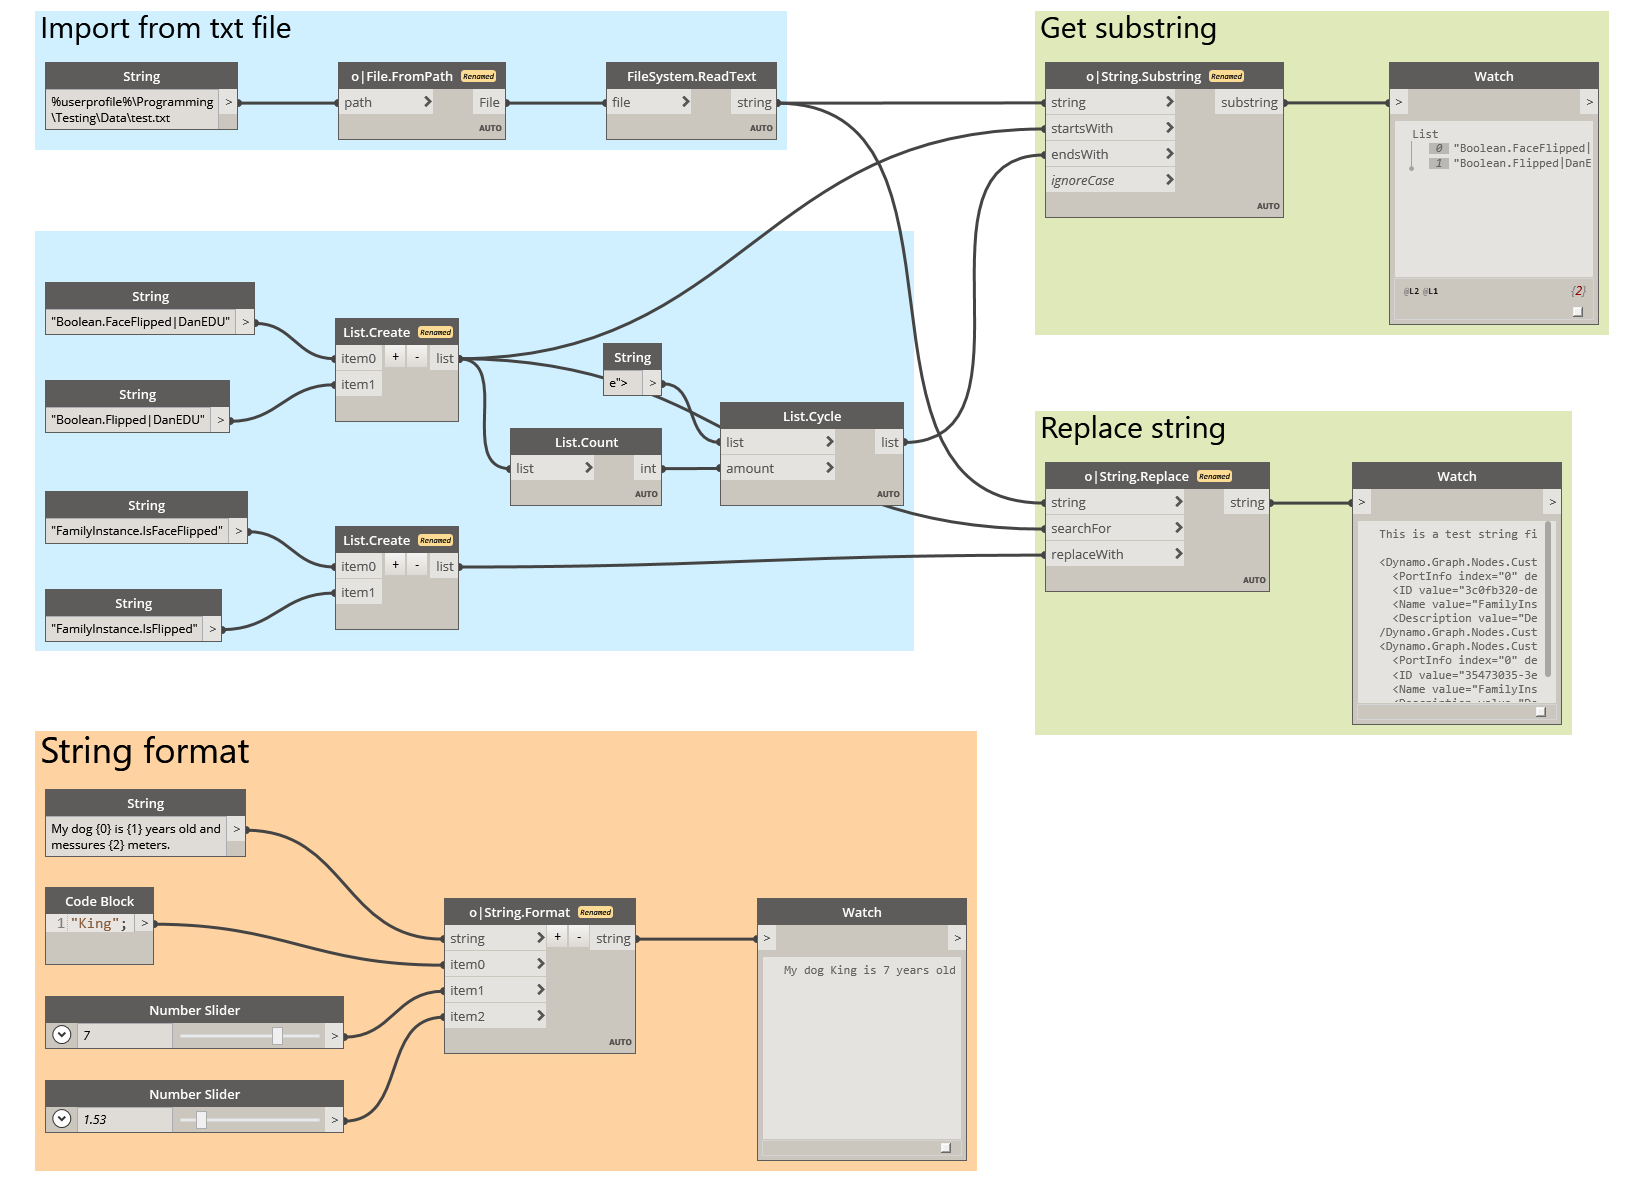 Import from txt file
String
%userprofile%\Programming
\Testing\Data\test.txt
>
o|File.FromPath Renamed
path > File
AUTO
FileSystem.ReadText
file > string
AUTO
Get substring
o|String.Substring Renamed
string > substring
startsWith >
endsWith >
ignoreCase >
AUTO
Watch
> >
List
0 "Boolean.FaceFlipped|
1 "Boolean.Flipped|DanE
@L2 @L1 {2}
String
"Boolean.FaceFlipped|DanEDU" >
String
"Boolean.Flipped|DanEDU" >
List.Create Renamed
item0 + - list
item1
String
e"> >
List.Count
list > int
AUTO
List.Cycle
list > list
amount >
AUTO
String
"FamilyInstance.IsFaceFlipped" >
String
"FamilyInstance.IsFlipped" >
List.Create Renamed
item0 + - list
item1
Replace string
o|String.Replace Renamed
string > string
searchFor >
replaceWith >
AUTO
Watch
> >
This is a test string fi
<Dynamo.Graph.Nodes.Cust
<PortInfo index="0" de
<ID value="3c0fb320-de
<Name value="FamilyIns
<Description value="De
/Dynamo.Graph.Nodes.Cust
<Dynamo.Graph.Nodes.Cust
<PortInfo index="0" de
<ID value="35473035-3e
<Name value="FamilyIns
<Description value="De
String format
String
My dog {0} is {1} years old and
messures {2} meters.
>
Code Block
1 "King"; >
Number Slider
7 >
Number Slider
1.53 >
o|String.Format Renamed
string > + - string
item0 >
item1 >
item2 >
AUTO
Watch
> >
My dog King is 7 years old